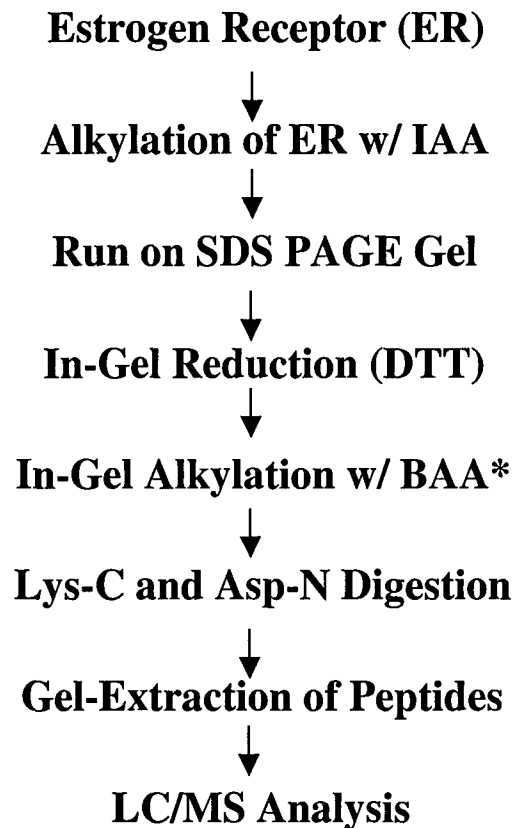 Estrogen Receptor (ER)
Alkylation of ER w/ IAA
Run on SDS PAGE Gel
In-Gel Reduction (DTT)
In-Gel Alkylation w/ BAA*
Lys-C and Asp-N Digestion
Gel-Extraction of Peptides
LC/MS Analysis